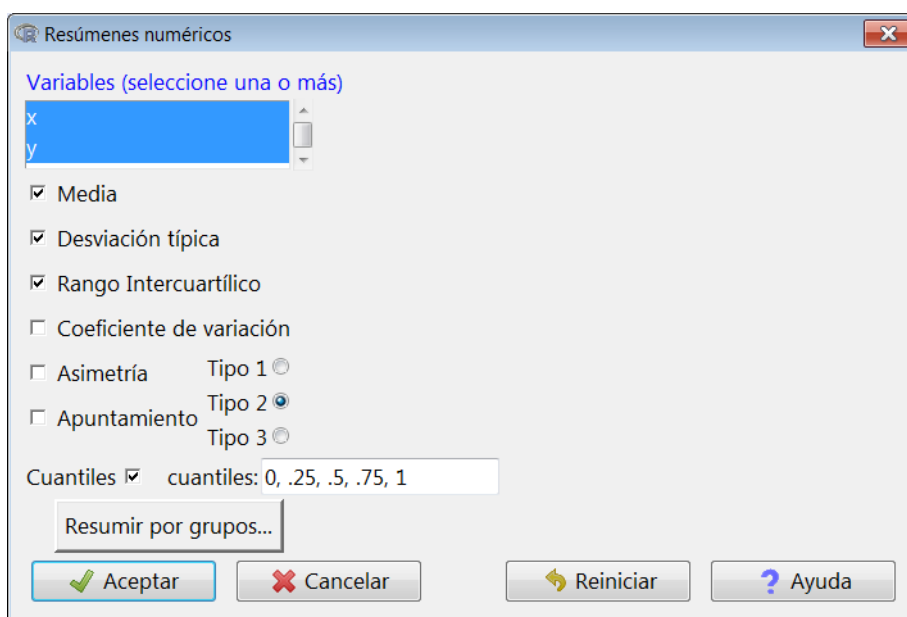 Resúmenes numéricos
Variables (seleccione una o más)
x
y
Media
Desviación típica
Rango Intercuartílico
Coeficiente de variación
Asimetría
Tipo 1
Tipo 2
Apuntamiento
Tipo 3
Cuantiles cuantiles: 0, .25, .5, .75, 1
Resumir por grupos...
Aceptar Cancelar Reiniciar Ayuda